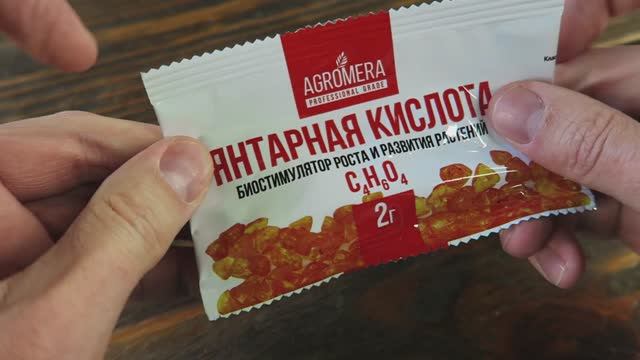 AGROMERA
PROFESSIONAL GRADE
ЯНТАРНАЯ КИСЛОТА
БИОСТИМУЛЯТОР РОСТА И РАЗВИТИЯ РАСТЕНИЙ
C4H6O4
2г